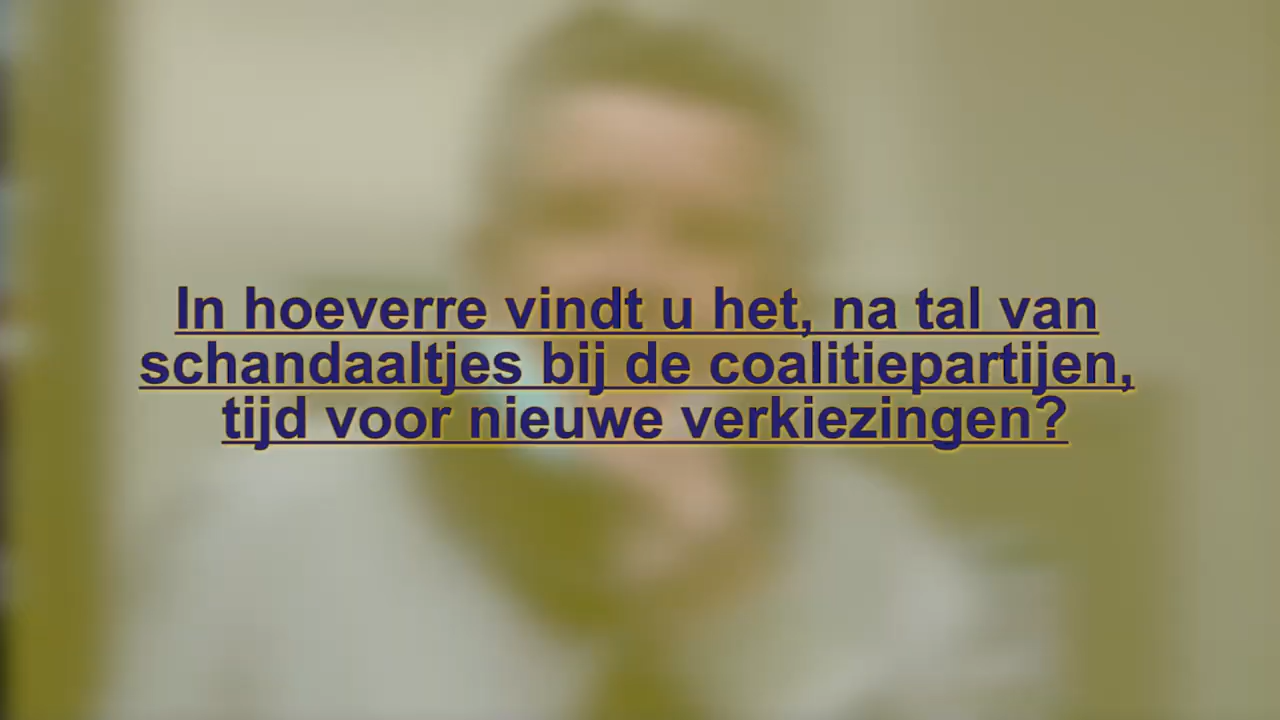 In hoeverre vindt u het, na tal van
schandaaltjes bij de coalitiepartijen,
tijd voor nieuwe verkiezingen?